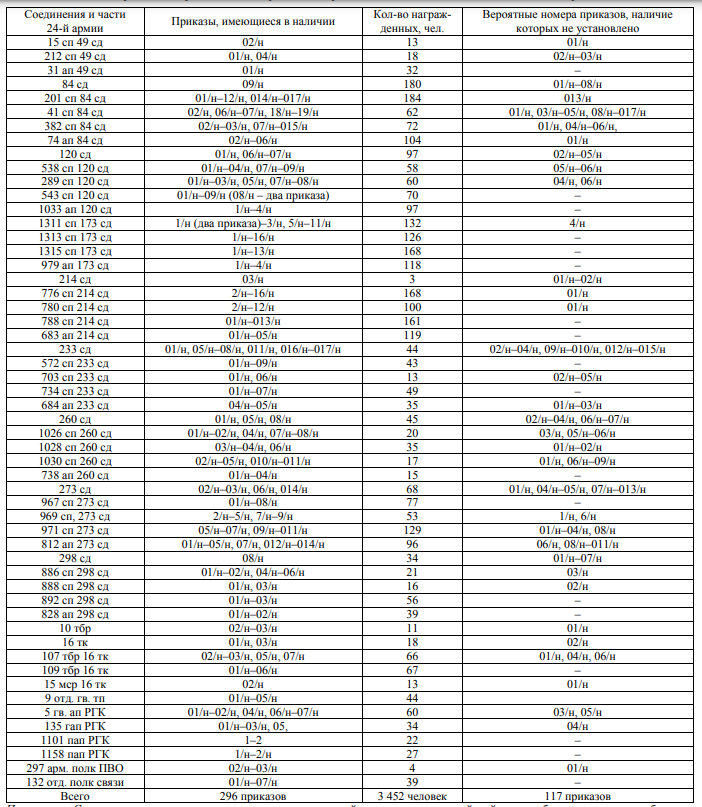 Соединения и части 24-й армии | Приказы, имеющиеся в наличии | Кол-во награж-денных, чел. | Вероятные номера приказов, наличие которых не установлено
15 сп 49 сд | 02/н | 13 | 01/н
212 сп 49 сд | 01/н, 04/н | 18 | 02/н–03/н
31 ап 49 сд | 01/н | 32 | –
84 сд | 09/н | 180 | 01/н–08/н
201 сп 84 сд | 01/н–12/н, 014/н–017/н | 184 | 013/н
41 сп 84 сд | 02/н, 06/н–07/н, 18/н–19/н | 62 | 01/н, 03/н–05/н, 08/н–017/н
382 сп 84 сд | 02/н–03/н, 07/н–015/н | 72 | 01/н, 04/н–06/н,
74 ап 84 сд | 02/н–06/н | 104 | 01/н
120 сд | 01/н, 06/н–07/н | 97 | 02/н–05/н
538 сп 120 сд | 01/н–04/н, 07/н–09/н | 58 | 05/н–06/н
289 сп 120 сд | 01/н–03/н, 05/н, 07/н–08/н | 60 | 04/н, 06/н
543 сп 120 сд | 01/н–09/н (08/н – два приказа) | 70 | –
1033 ап 120 сд | 1/н–4/н | 97 | –
1311 сп 173 сд | 1/н (два приказа)–3/н, 5/н–11/н | 132 | 4/н
1313 сп 173 сд | 1/н–16/н | 126 | –
1315 сп 173 сд | 1/н–13/н | 168 | –
979 ап 173 сд | 1/н–4/н | 118 | –
214 сд | 03/н | 3 | 01/н–02/н
776 сп 214 сд | 2/н–16/н | 168 | 01/н
780 сп 214 сд | 2/н–12/н | 100 | 01/н
788 сп 214 сд | 01/н–013/н | 161 | –
683 ап 214 сд | 01/н–05/н | 119 | –
233 сд | 01/н, 05/н–08/н, 011/н, 016/н–017/н | 44 | 02/н–04/н, 09/н–010/н, 012/н–015/н
572 сп 233 сд | 01/н–09/н | 43 | –
703 сп 233 сд | 01/н, 06/н | 13 | 02/н–05/н
734 сп 233 сд | 01/н–07/н | 49 | –
684 ап 233 сд | 04/н–05/н | 35 | 01/н–03/н
260 сд | 01/н, 05/н, 08/н | 45 | 02/н–04/н, 06/н–07/н
1026 сп 260 сд | 01/н–02/н, 04/н, 07/н–08/н | 20 | 03/н, 05/н–06/н
1028 сп 260 сд | 03/н–04/н, 06/н | 35 | 01/н–02/н
1030 сп 260 сд | 02/н–05/н, 010/н–011/н | 17 | 01/н, 06/н–09/н
738 ап 260 сд | 01/н–04/н | 15 | –
273 сд | 02/н–03/н, 06/н, 014/н | 68 | 01/н, 04/н–05/н, 07/н–013/н
967 сп 273 сд | 01/н–08/н | 77 | –
969 сп, 273 сд | 2/н–5/н, 7/н–9/н | 53 | 1/н, 6/н
971 сп 273 сд | 05/н–07/н, 09/н–011/н | 129 | 01/н–04/н, 08/н
812 ап 273 сд | 01/н–05/н, 07/н, 012/н–014/н | 96 | 06/н, 08/н–011/н
298 сд | 08/н | 34 | 01/н–07/н
886 сп 298 сд | 01/н–02/н, 04/н–06/н | 21 | 03/н
888 сп 298 сд | 01/н, 03/н | 16 | 02/н
892 сп 298 сд | 01/н–03/н | 56 | –
828 ап 298 сд | 01/н–02/н | 39 | –
10 тбр | 02/н–03/н | 11 | 01/н
16 тк | 01/н, 03/н | 18 | 02/н
107 тбр 16 тк | 02/н–03/н, 05/н, 07/н | 66 | 01/н, 04/н, 06/н
109 тбр 16 тк | 01/н–06/н | 67 | –
15 мср 16 тк | 02/н | 13 | 01/н
9 отд. гв. тп | 01/н–05/н | 44
5 гв. ап РГК | 01/н–02/н, 04/н, 06/н–07/н | 60 | 03/н, 05/н
135 гап РГК | 01/н–03/н, 05, | 34 | 04/н
1101 пап РГК | 1–2 | 22 | –
1158 пап РГК | 1/н–2/н | 27 | –
297 арм. полк ПВО | 02/н–03/н | 4 | 01/н
132 отд. полк связи | 01/н–07/н | 39 | –
Всего | 296 приказов | 3 452 человек | 117 приказов